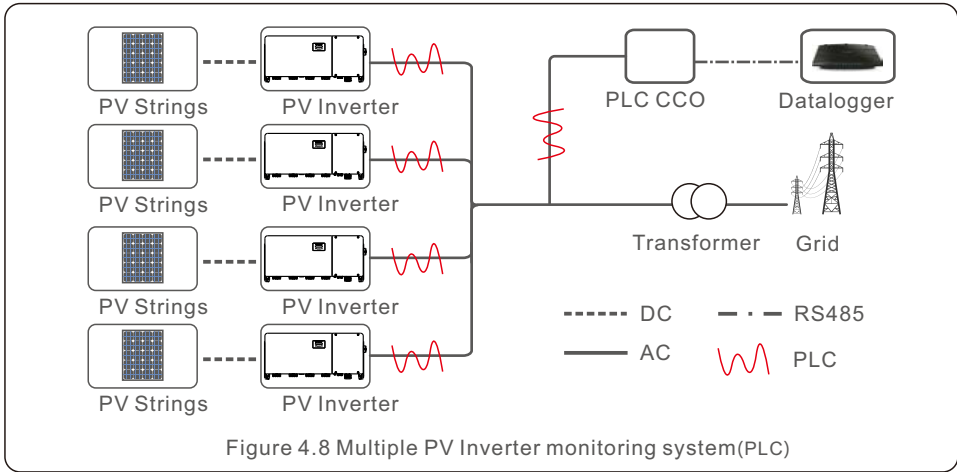 PV Strings
PV Inverter
PLC CCO
Datalogger
PV Strings
PV Inverter
PV Strings
PV Inverter
Transformer
Grid
PV Strings
PV Inverter
DC
RS485
AC
PLC
Figure 4.8 Multiple PV Inverter monitoring system(PLC)